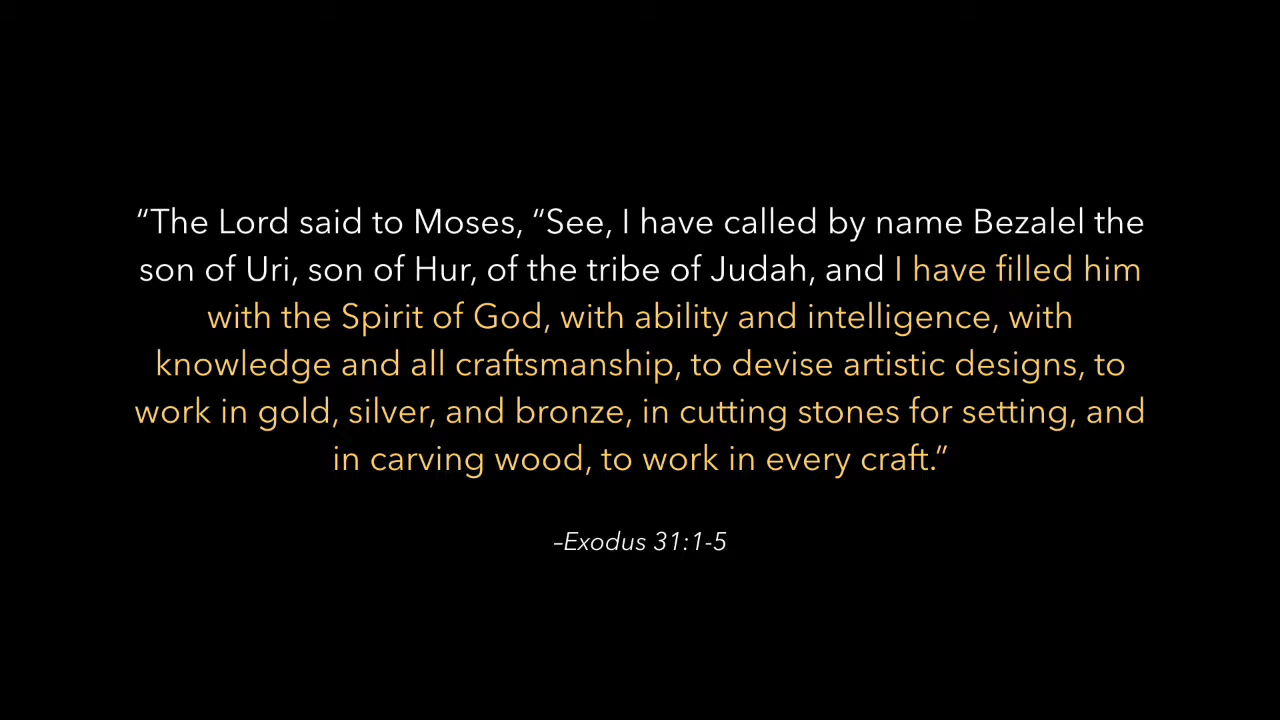 “The Lord said to Moses, “See, I have called by name Bezalel the
son of Uri, son of Hur, of the tribe of Judah, and I have filled him
with the Spirit of God, with ability and intelligence, with
knowledge and all craftsmanship, to devise artistic designs, to
work in gold, silver, and bronze, in cutting stones for setting, and
in carving wood, to work in every craft.”
–Exodus 31:1-5